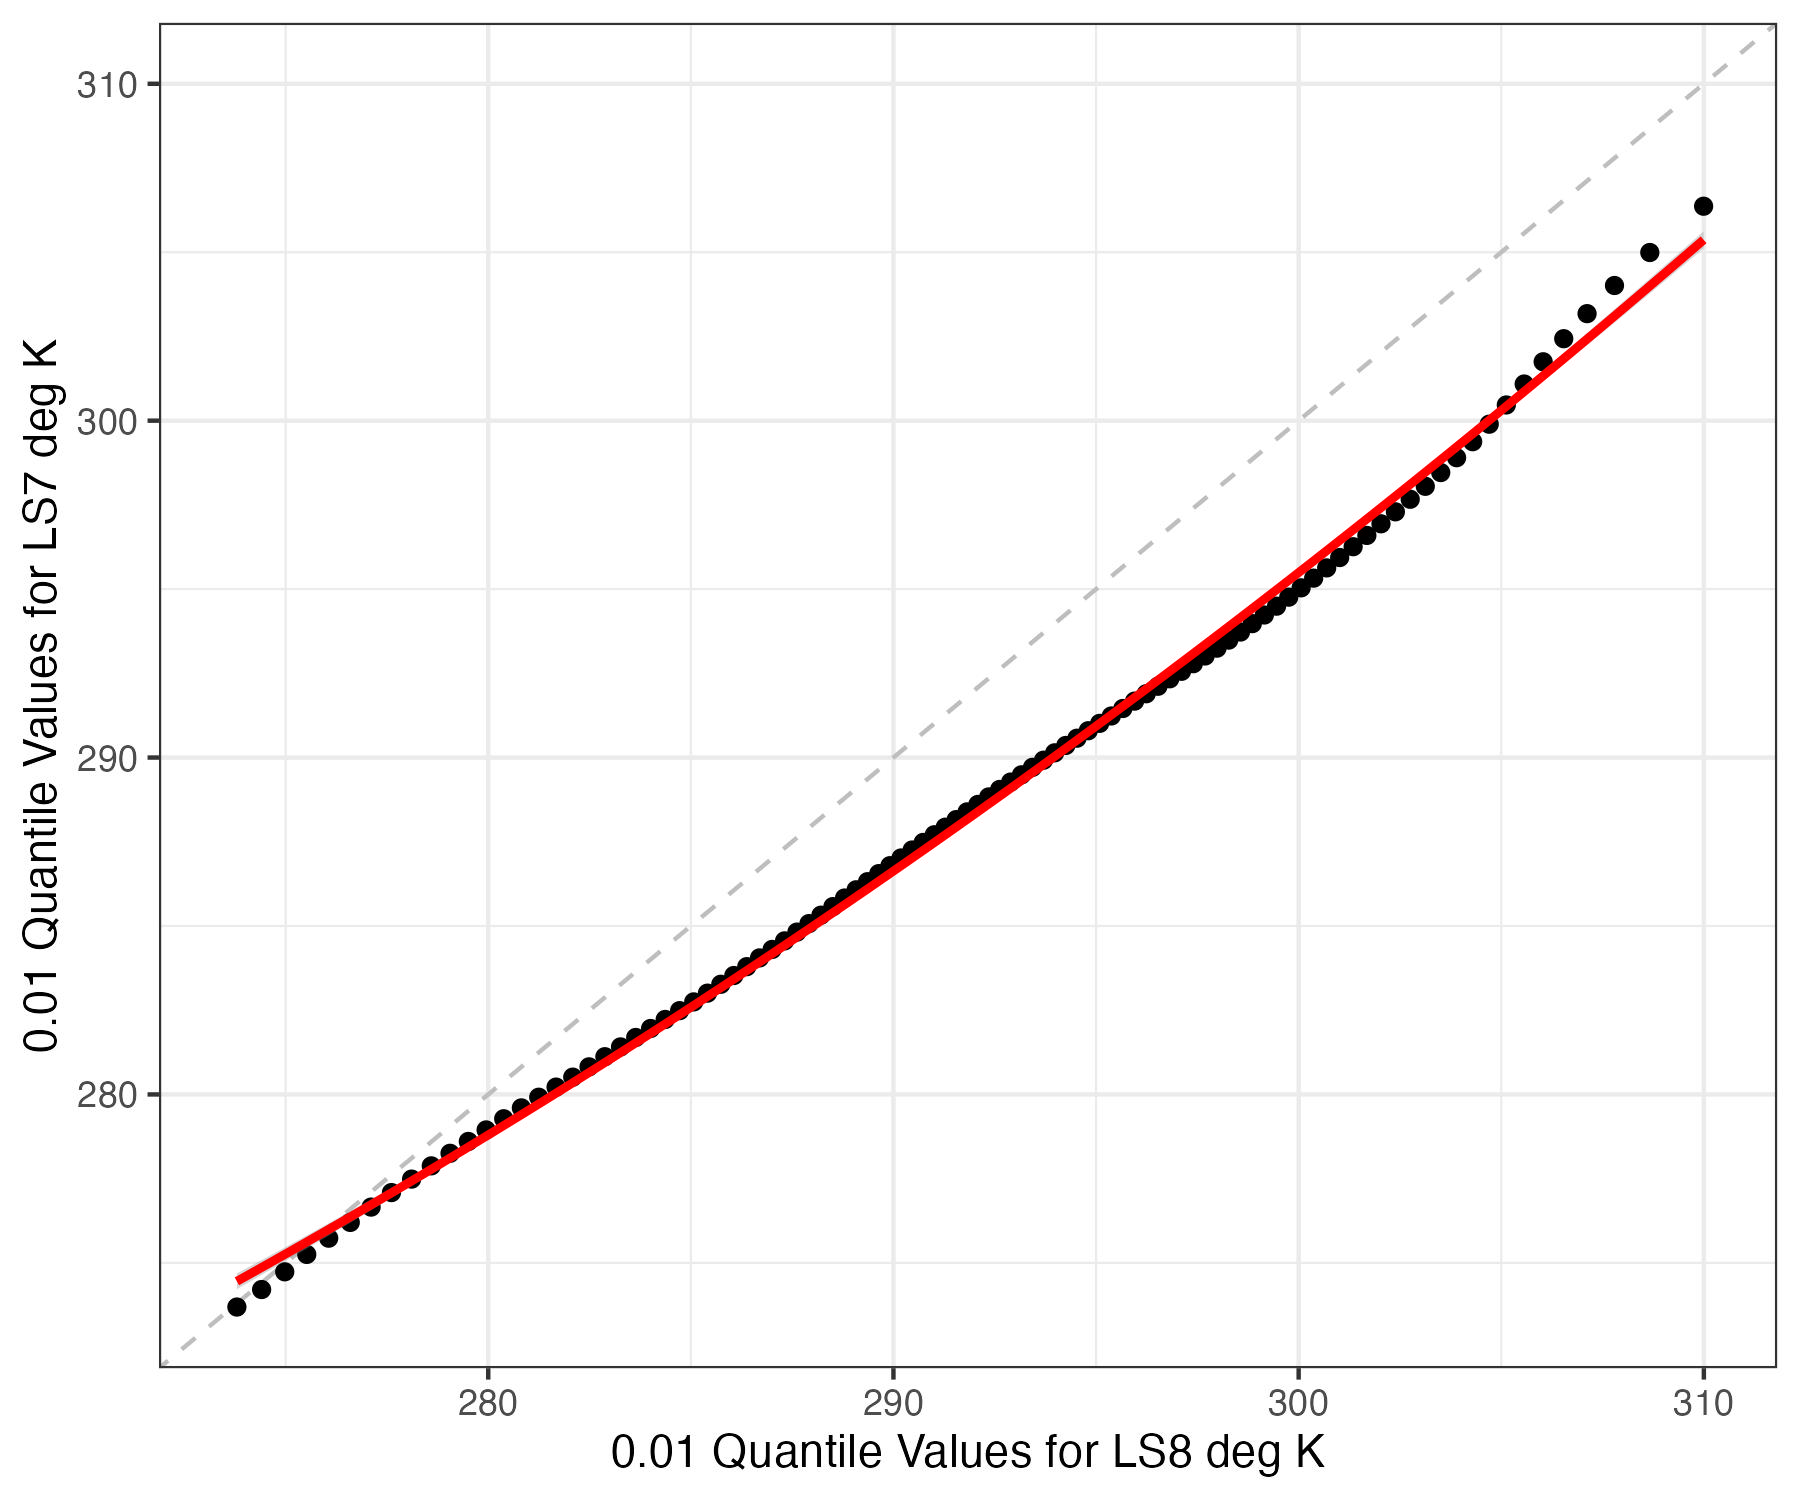 0.01 Quantile Values for LS7 deg K
310
300
290
280
280 290 300 310
0.01 Quantile Values for LS8 deg K